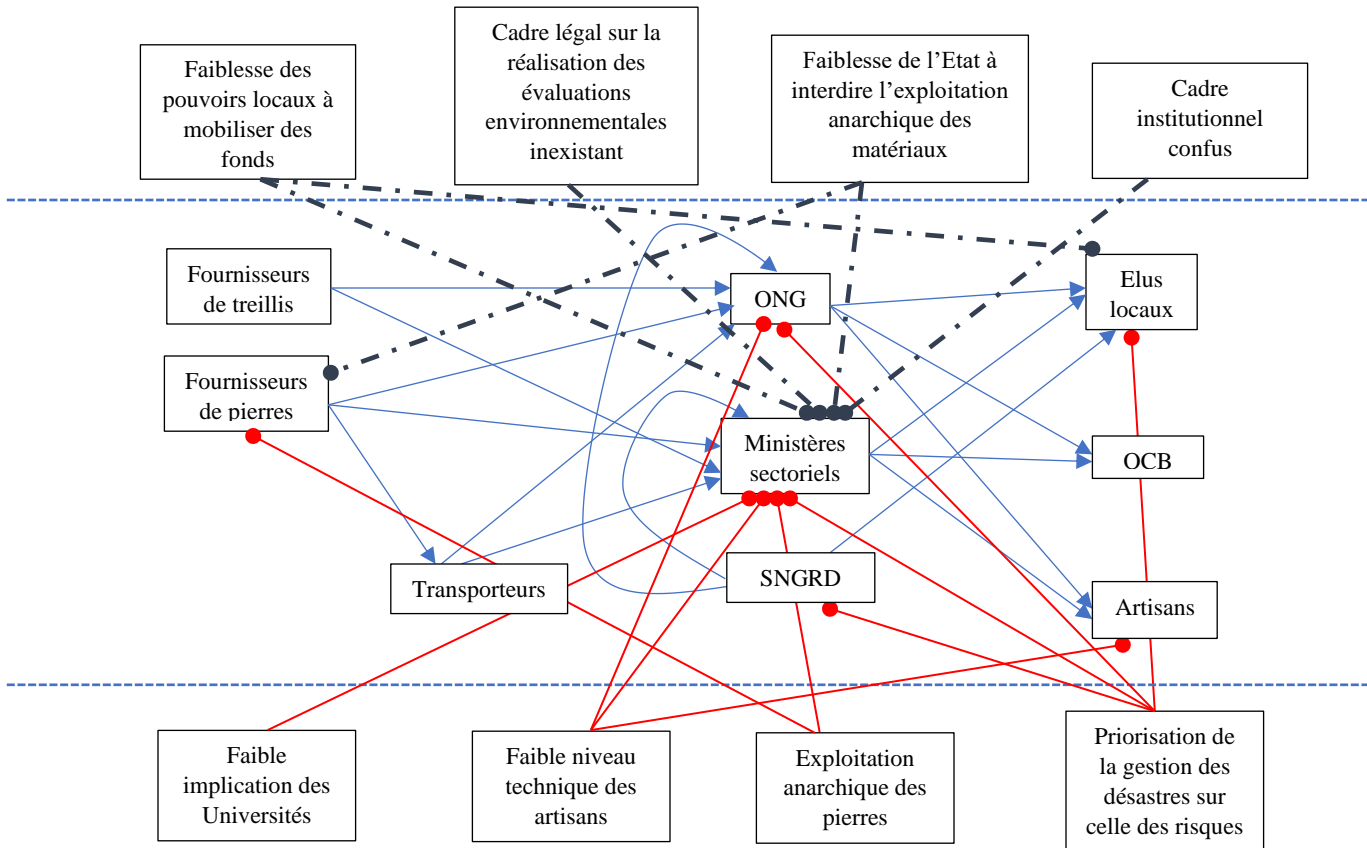 Faiblesse des
pouvoirs locaux à
mobiliser des
fonds
Cadre légal sur la
réalisation des
évaluations
environnementales
inexistant
Faiblesse de l’Etat à
interdire l’exploitation
anarchique des
matériaux
Cadre
institutionnel
confus
Fournisseurs
de treillis
ONG
Elus
locaux
Fournisseurs
de pierres
Ministères
sectoriels
OCB
Transporteurs
SNGRD
Artisans
Faible
implication des
Universités
Faible niveau
technique des
artisans
Exploitation
anarchique des
pierres
Priorisation de
la gestion des
désastres sur
celle des risques